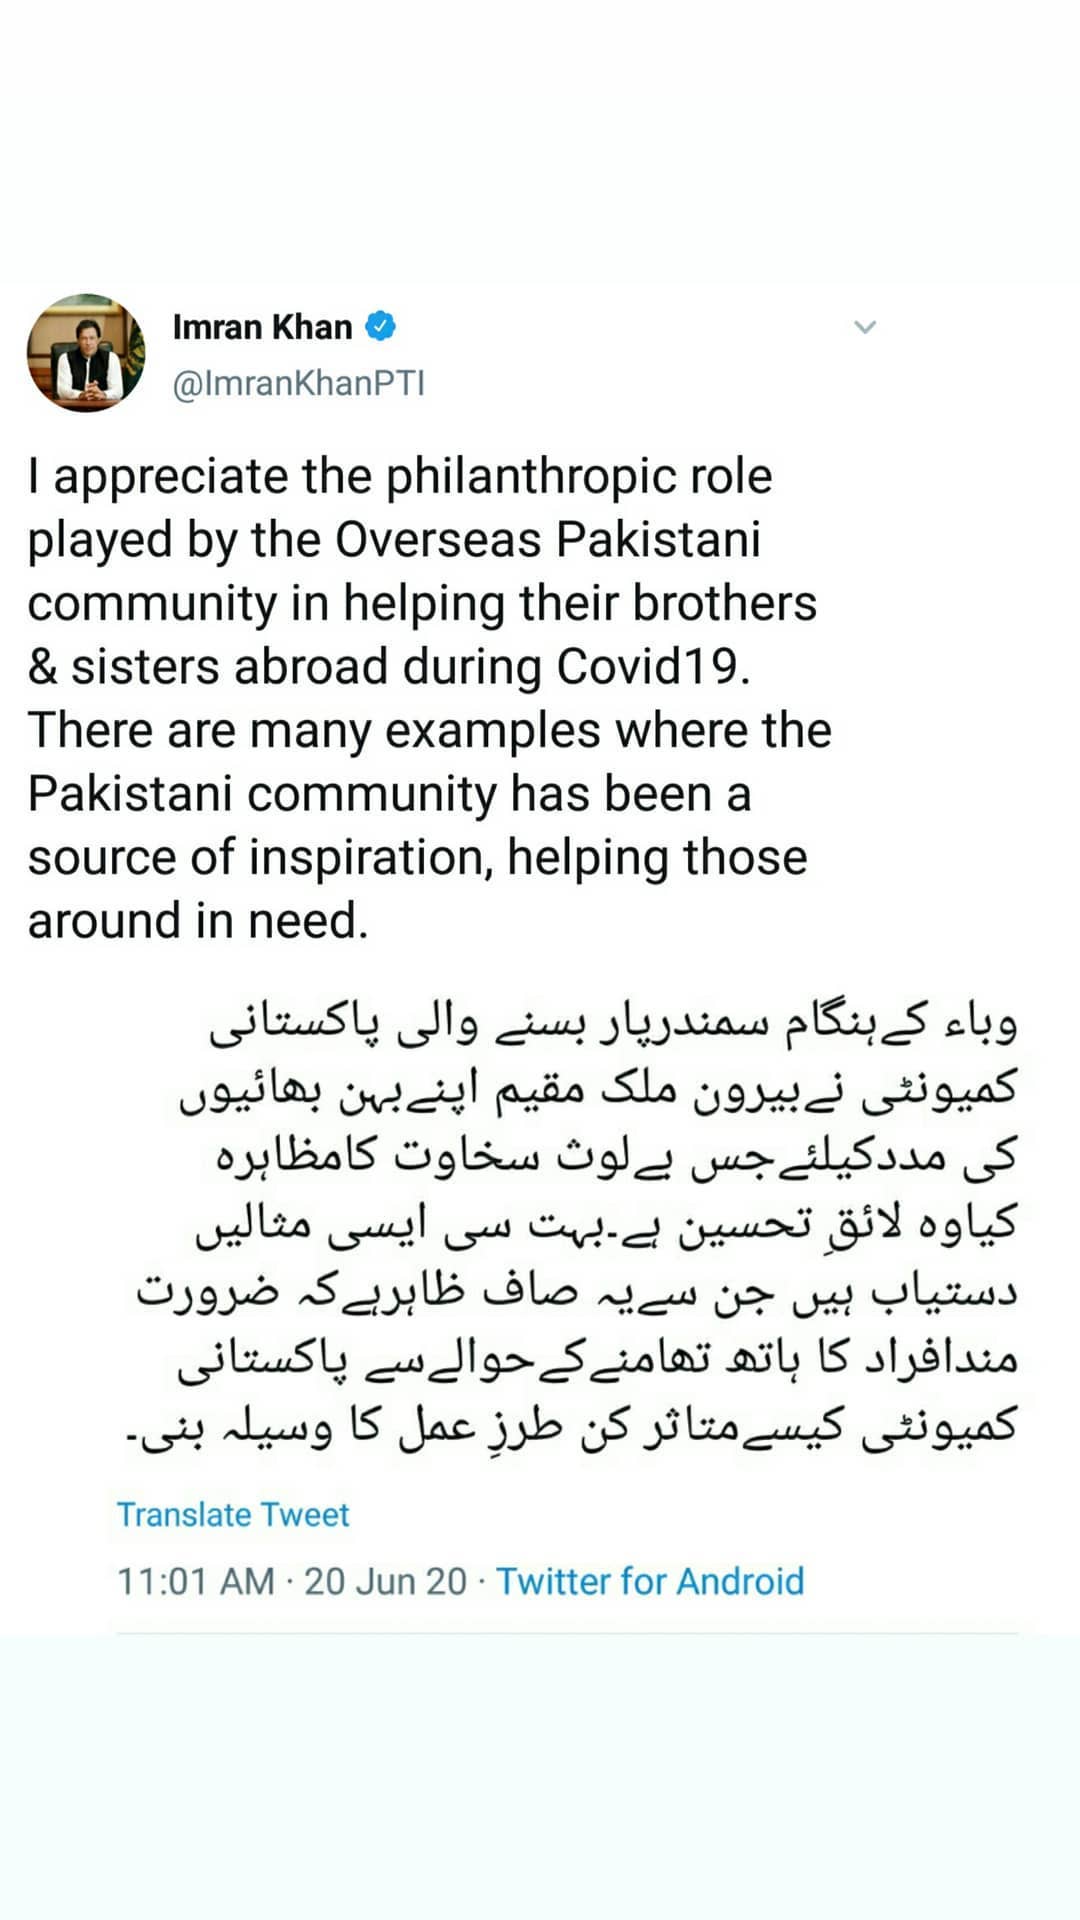 Imran Khan
@ImranKhanPTI
I appreciate the philanthropic role
played by the Overseas Pakistani
community in helping their brothers
& sisters abroad during Covid19.
There are many examples where the
Pakistani community has been a
source of inspiration, helping those
around in need.
وباء کےہنگام سمندرپار بسنے والی پاکستانی
کمیونٹی نےبیرون ملک مقیم اپنےبہن بھائیوں
کی مددکیلئےجس بےلوث سخاوت کامظاہرہ
کیاوہ لائقِ تحسین ہے۔بہت سی ایسی مثالیں
دستیاب ہیں جن سےیہ صاف ظاہرہےکہ ضرورت
مندافراد کا ہاتھ تھامنےکےحوالےسے پاکستانی
کمیونٹی کیسےمتاثر کن طرزِ عمل کا وسیلہ بنی۔
Translate Tweet
11:01 AM · 20 Jun 20 · Twitter for Android